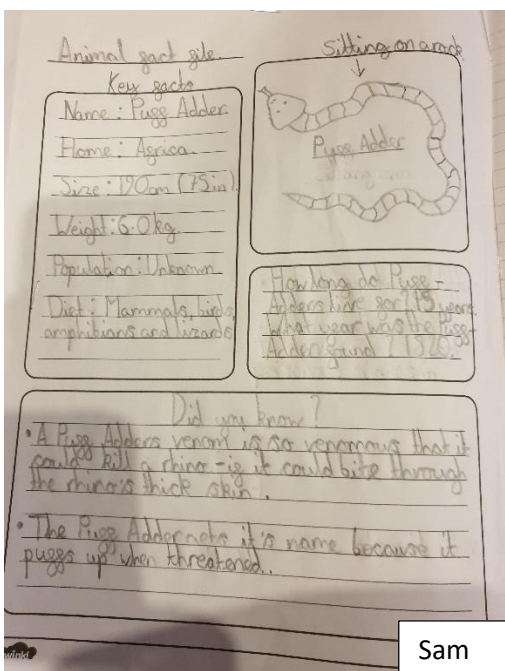 Animal fact file.
Key facts
Name: Puff Adder.
Home: Africa.
Size: 190cm (75in)
Weight: 6.0kg.
Population: Unknown
Diet: Mammals, birds,
amphibians and lizards
Sitting on a rock
Puff Adder
How long do Puff-
Adders live for? 15 years.
What year was the Puff-
Adder found? 1820.
Did you know?
• A Puff Adders venom is so venomous that it
could kill a rhino - if it could bite through
the rhino's thick skin.
• The Puff Adder it's name because it
puffs up when threatened.
Sam